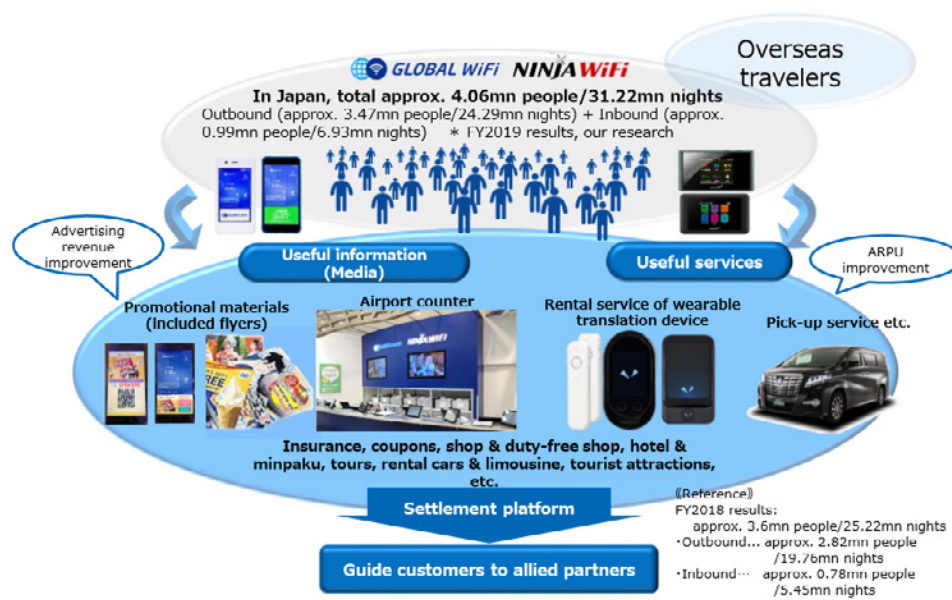 Overseas
travelers
GLOBAL WiFi NINJA WiFi
In Japan, total approx. 4.06mn people/31.22mn nights
Outbound (approx. 3.47mn people/24.29mn nights) + Inbound (approx.
0.99mn people/6.93mn nights) * FY2019 results, our research
Advertising
revenue
improvement
Useful information
(Media)
Useful services
ARPU
improvement
Promotional materials
(included flyers)
Airport counter
Rental service of wearable
translation device
Pick-up service etc.
NINJA WiFi
FREE
Insurance, coupons, shop & duty-free shop, hotel &
minpaku, tours, rental cars & limousine, tourist attractions,
etc.
Settlement platform
Guide customers to allied partners
⟪Reference⟫
FY2018 results:
approx. 3.6mn people/25.22mn nights
・Outbound… approx. 2.82mn people
/19.76mn nights
・Inbound… approx. 0.78mn people
/5.45mn nights